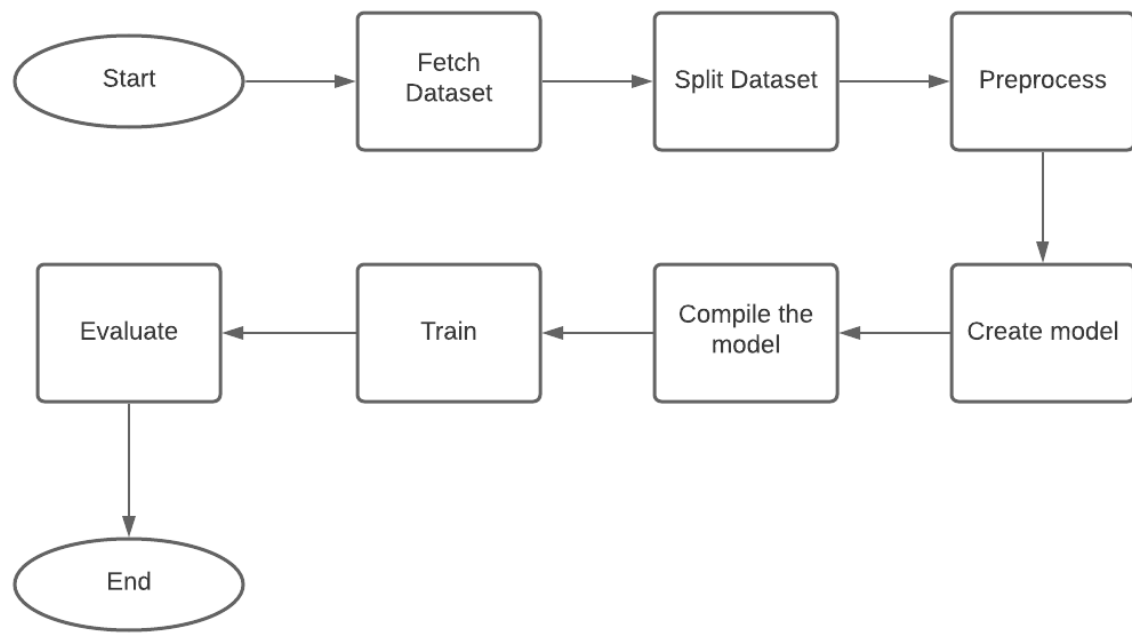 Start
Fetch
Dataset
Split Dataset
Preprocess
Create model
Compile the
model
Train
Evaluate
End